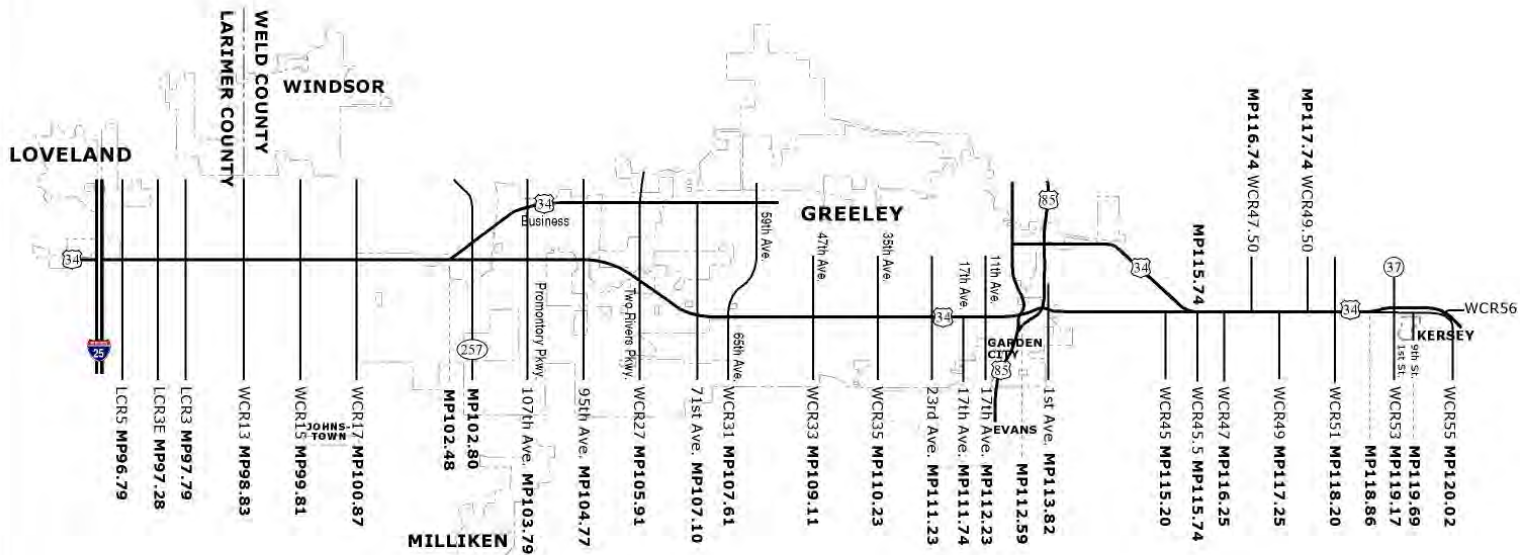 WELD COUNTY
LARIMER COUNTY
WINDSOR
LOVELAND
34
25
LCR5 MP96.79
LCR3E MP97.28
LCR3 MP97.79
WCR13 MP98.83
WCR15 MP99.81
JOHNS-
TOWN
WCR17 MP100.87
MP102.48
257
MP102.80
MILLIKEN
34
Business
Promontory Pkwy.
107th Ave. MP103.79
95th Ave. MP104.77
Two-Rivers Pkwy.
WCR27 MP105.91
71st Ave. MP107.10
59th Ave.
65th Ave.
WCR31 MP107.61
GREELEY
47th Ave.
WCR33 MP109.11
35th Ave.
WCR35 MP110.23
34
23rd Ave. MP111.23
17th Ave.
17th Ave. MP111.74
11th Ave.
17th Ave. MP112.23
GARDEN
CITY
85
EVANS
MP112.59
85
1st Ave. MP113.82
34
WCR45 MP115.20
MP115.74
WCR45.5 MP115.74
WCR47 MP116.25
MP116.74 WCR47.50
WCR49 MP117.25
MP117.74 WCR49.50
WCR51 MP118.20
34
MP118.86
37
1st St.
WCR53 MP119.17
9th St.
MP119.69
KERSEY
WCR56
WCR55 MP120.02